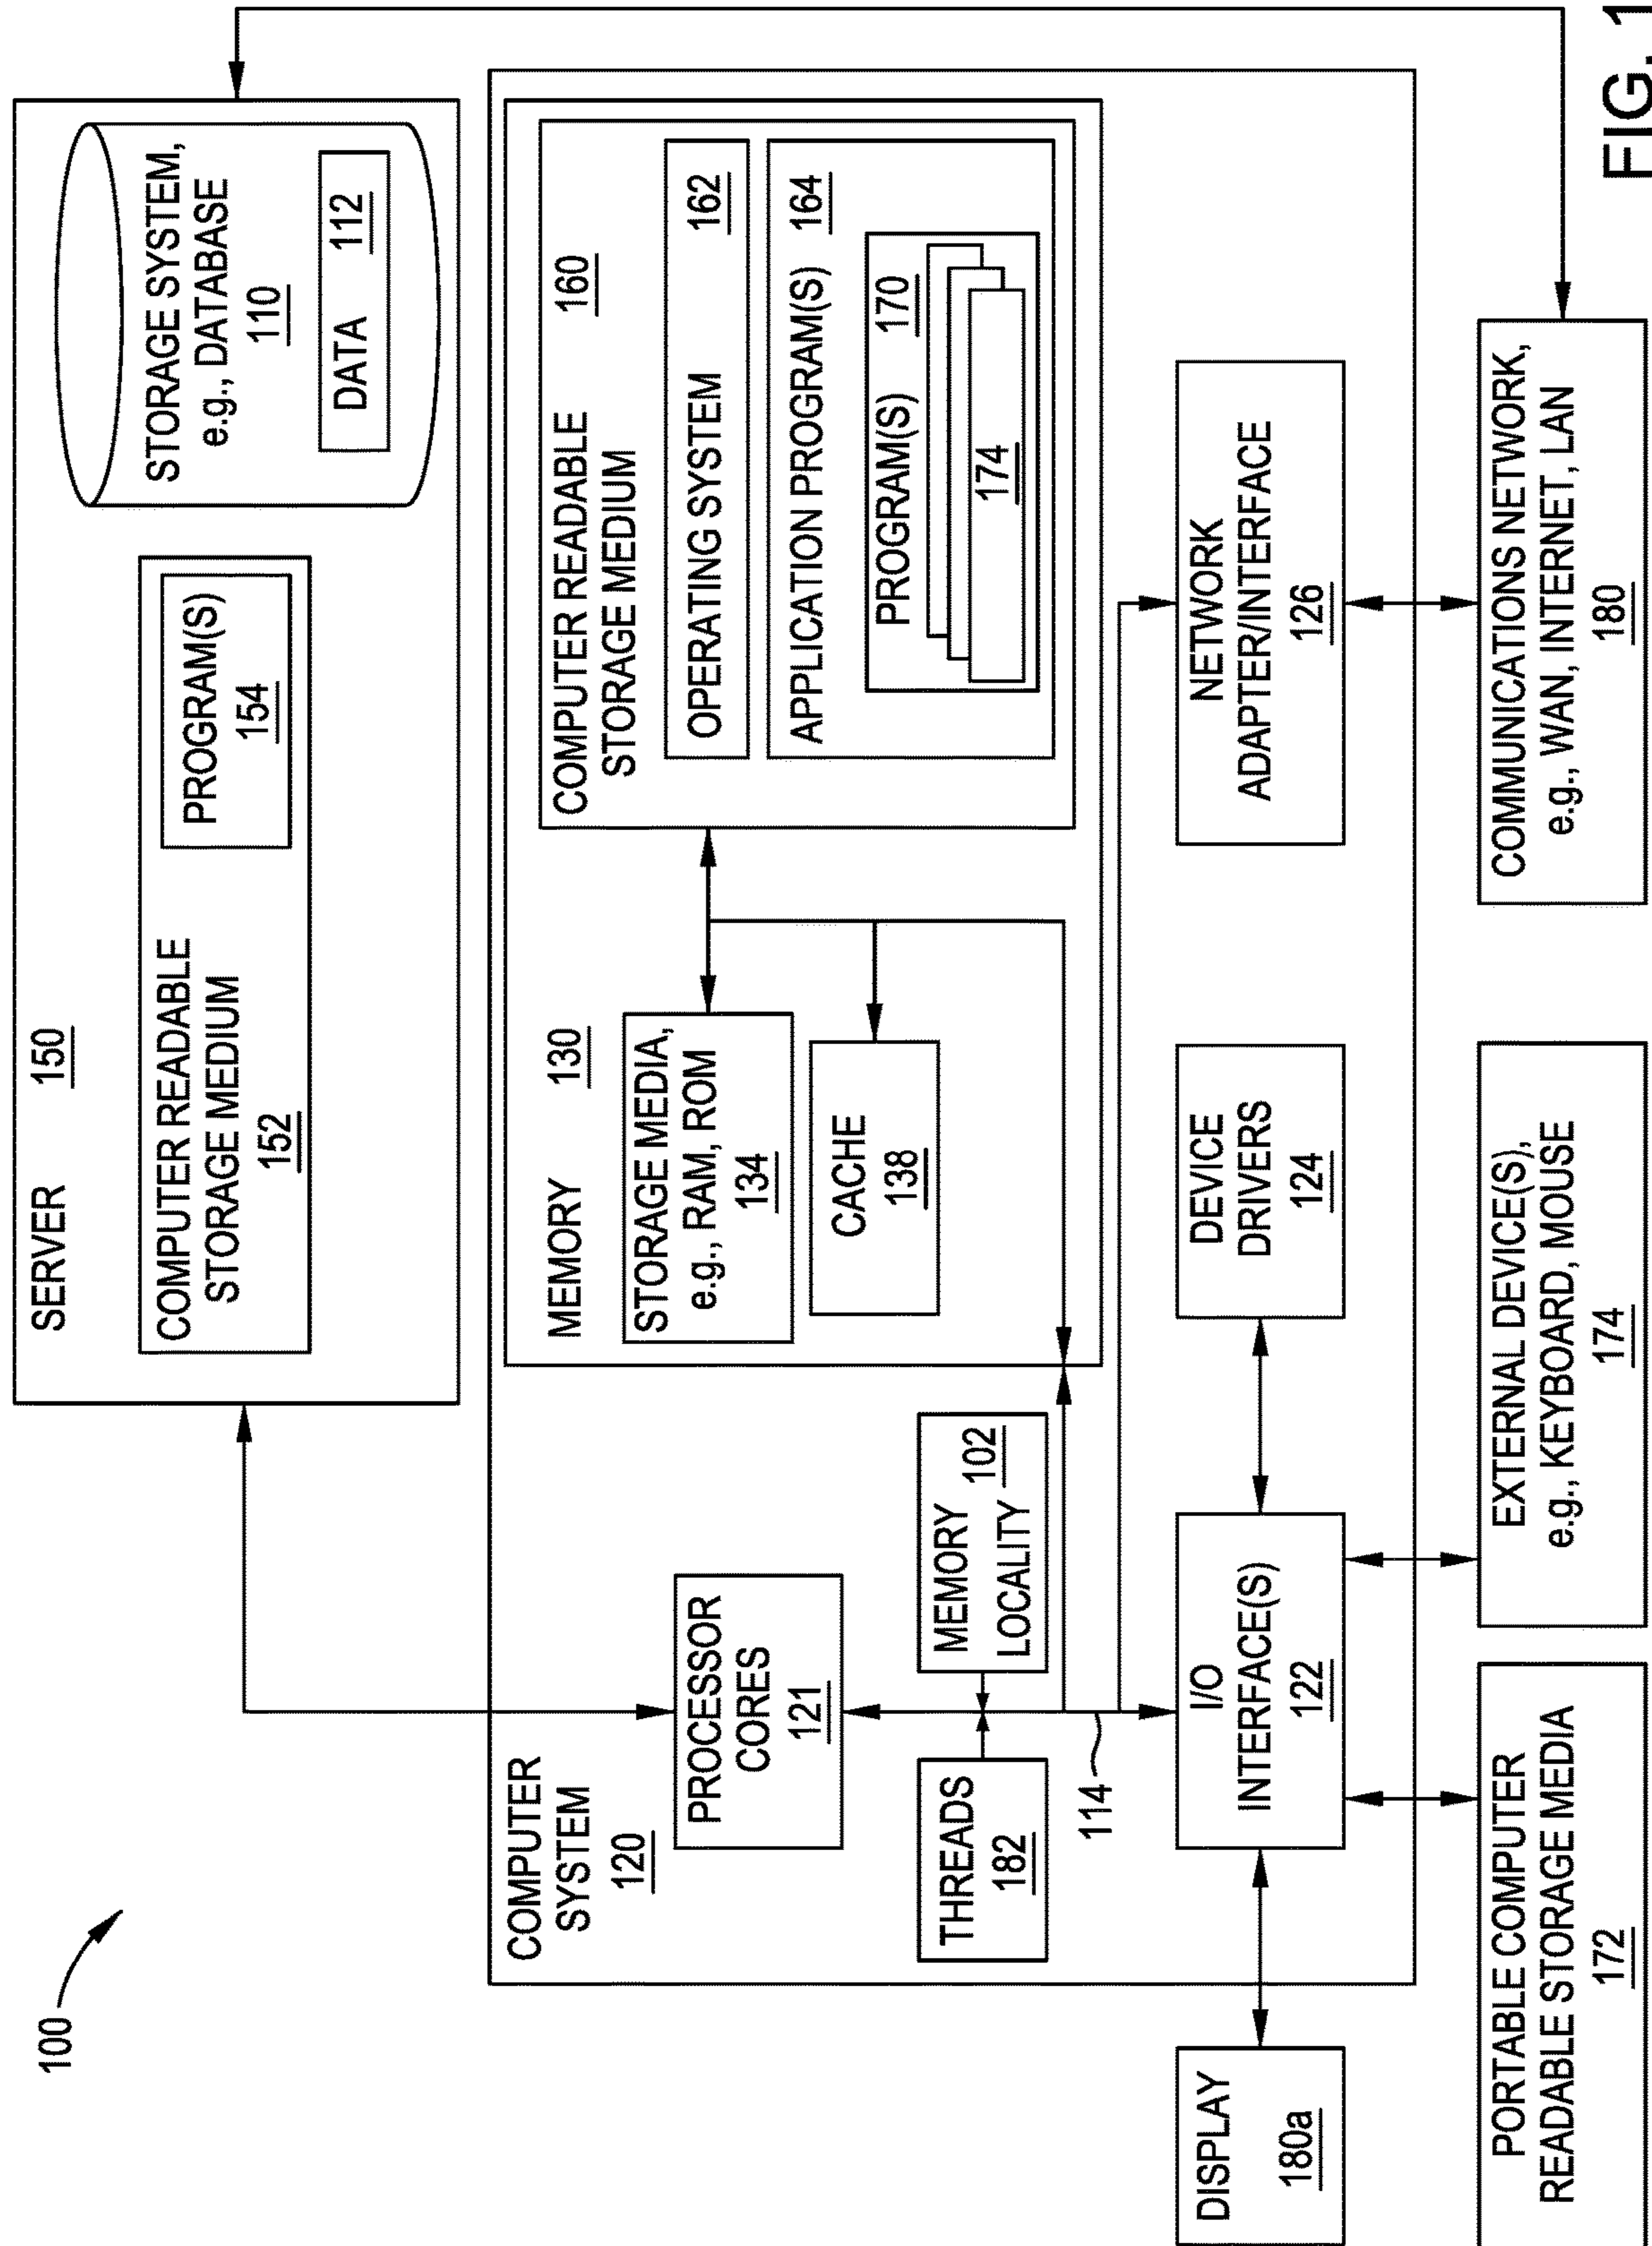 100
SERVER 150
COMPUTER READABLE
STORAGE MEDIUM
152
PROGRAM(S)
154
STORAGE SYSTEM,
e.g., DATABASE
110
DATA 112
COMPUTER
SYSTEM
120
PROCESSOR
CORES
121
MEMORY 130
STORAGE MEDIA,
e.g., RAM, ROM
134
CACHE
138
COMPUTER READABLE 160
STORAGE MEDIUM
OPERATING SYSTEM 162
APPLICATION PROGRAM(S) 164
PROGRAM(S) 170
174
THREADS
182
MEMORY 102
LOCALITY
114
DISPLAY
180a
I/O
INTERFACE(S)
122
DEVICE
DRIVERS
124
NETWORK
ADAPTER/INTERFACE
126
PORTABLE COMPUTER
READABLE STORAGE MEDIA
172
EXTERNAL DEVICE(S),
e.g., KEYBOARD, MOUSE
174
COMMUNICATIONS NETWORK,
e.g., WAN, INTERNET, LAN
180
FIG. 1